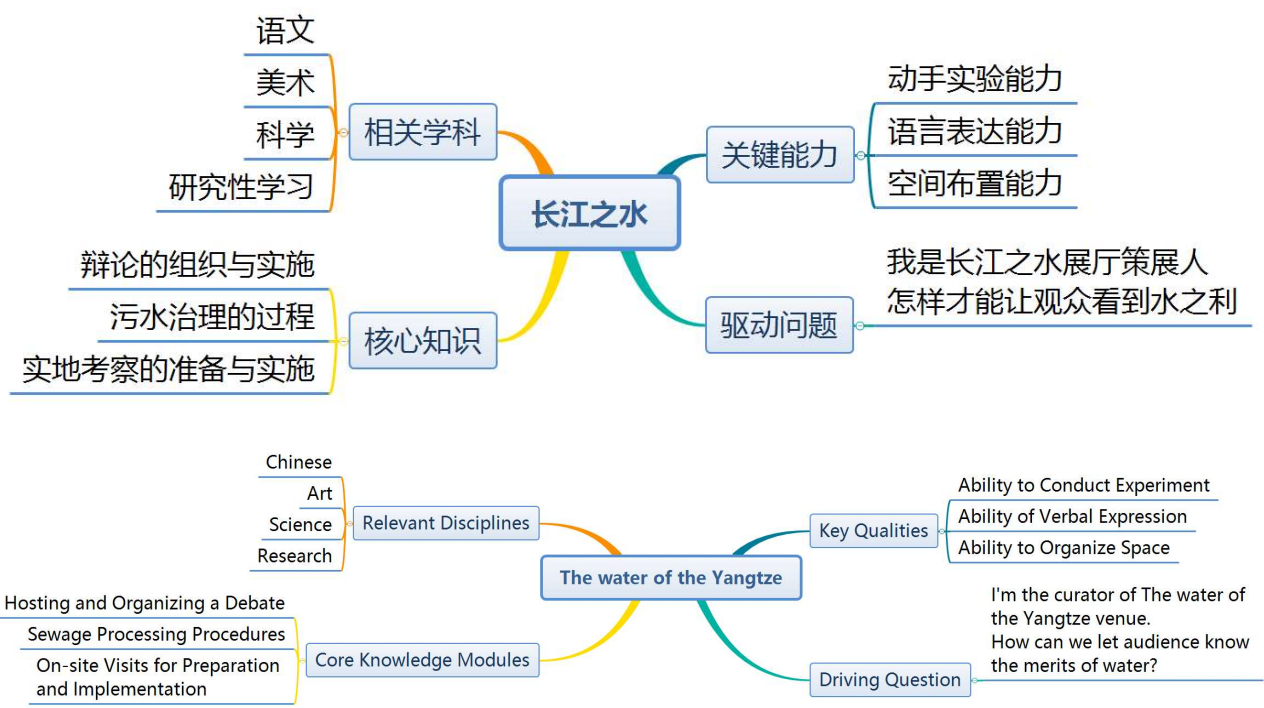 语文
美术
科学
研究性学习
相关学科
辩论的组织与实施
污水治理的过程
实地考察的准备与实施
核心知识
长江之水
关键能力
动手实验能力
语言表达能力
空间布置能力
驱动问题
我是长江之水展厅策展人
怎样才能让观众看到水之利
Chinese
Art
Science
Research
Relevant Disciplines
Hosting and Organizing a Debate
Sewage Processing Procedures
On-site Visits for Preparation
and Implementation
Core Knowledge Modules
The water of the Yangtze
Key Qualities
Ability to Conduct Experiment
Ability of Verbal Expression
Ability to Organize Space
Driving Question
I'm the curator of The water of
the Yangtze venue.
How can we let audience know
the merits of water?